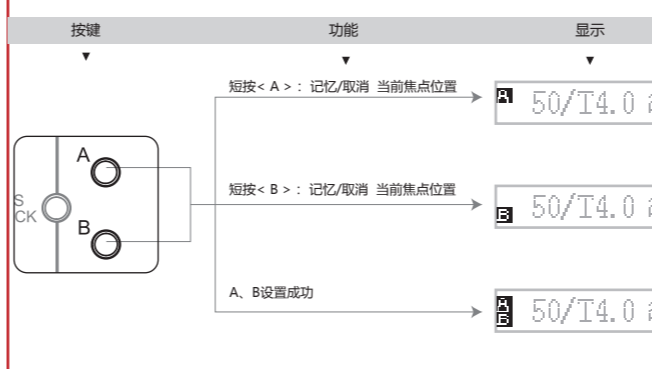 按键 功能 显示
▼ ▼ ▼
短按< A >： 记忆/取消 当前焦点位置
A 50/T4.0
A
S
CK
B
短按< B >： 记忆/取消 当前焦点位置
B 50/T4.0
A、B设置成功
A
B 50/T4.0